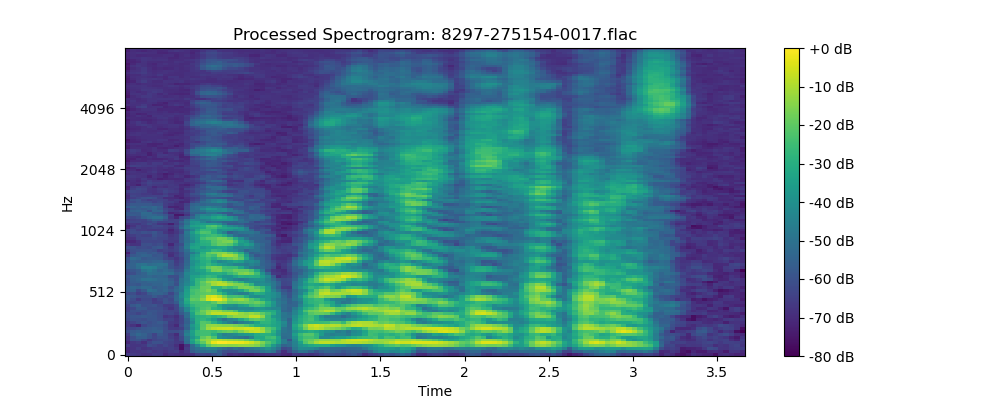 Processed Spectrogram: 8297-275154-0017.flac
Hz
4096
2048
1024
512
0
0
0.5
1
1.5
2
2.5
3
3.5
Time
+0 dB
-10 dB
-20 dB
-30 dB
-40 dB
-50 dB
-60 dB
-70 dB
-80 dB